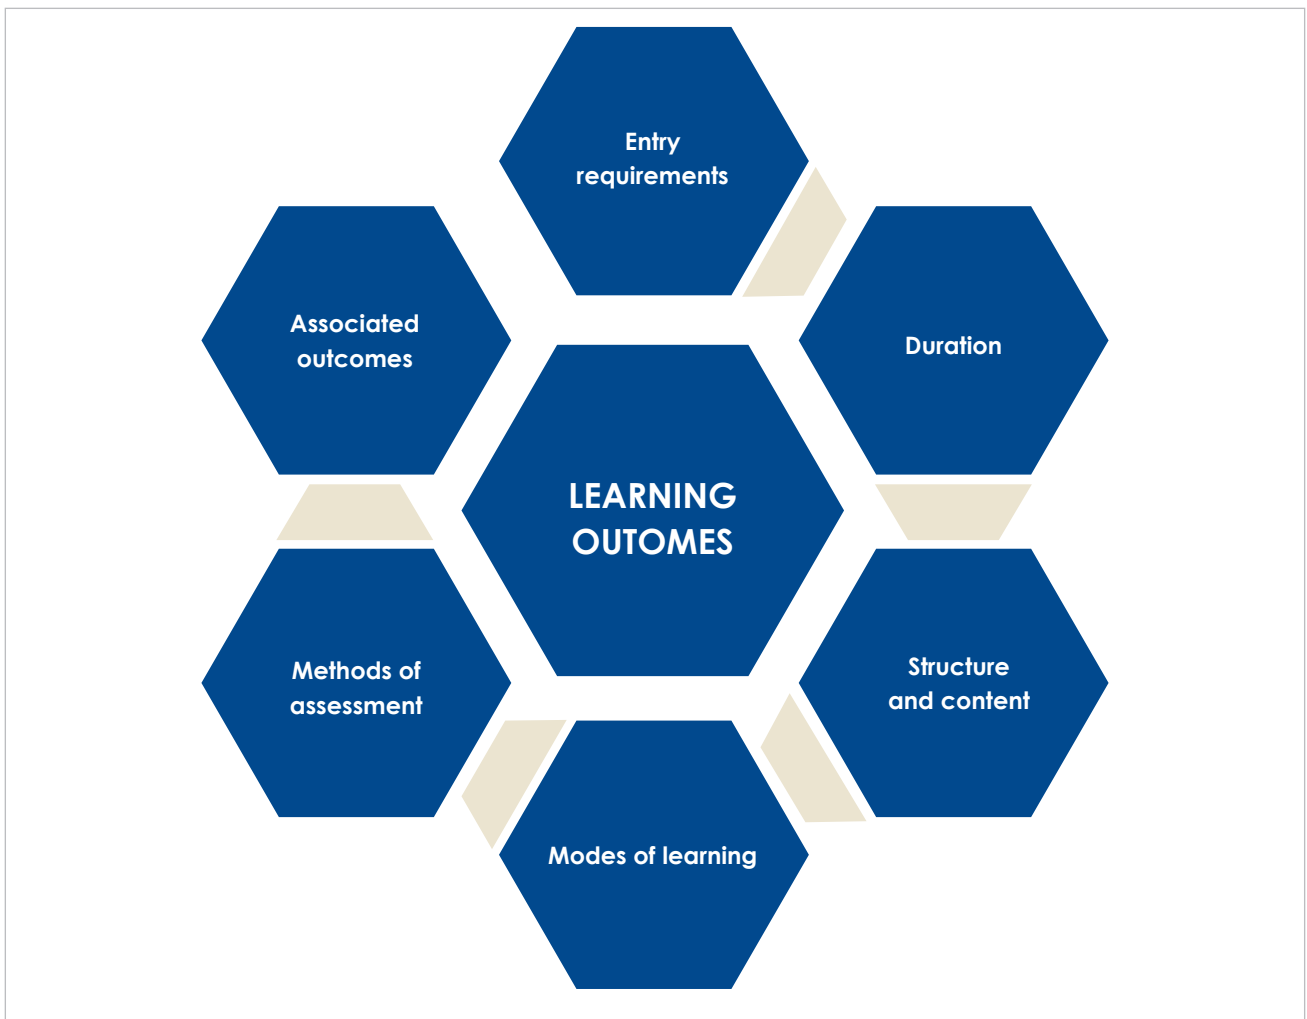 Entry
requirements
Associated
outcomes
Duration
LEARNING
OUTOMES
Methods of
assessment
Structure
and content
Modes of learning